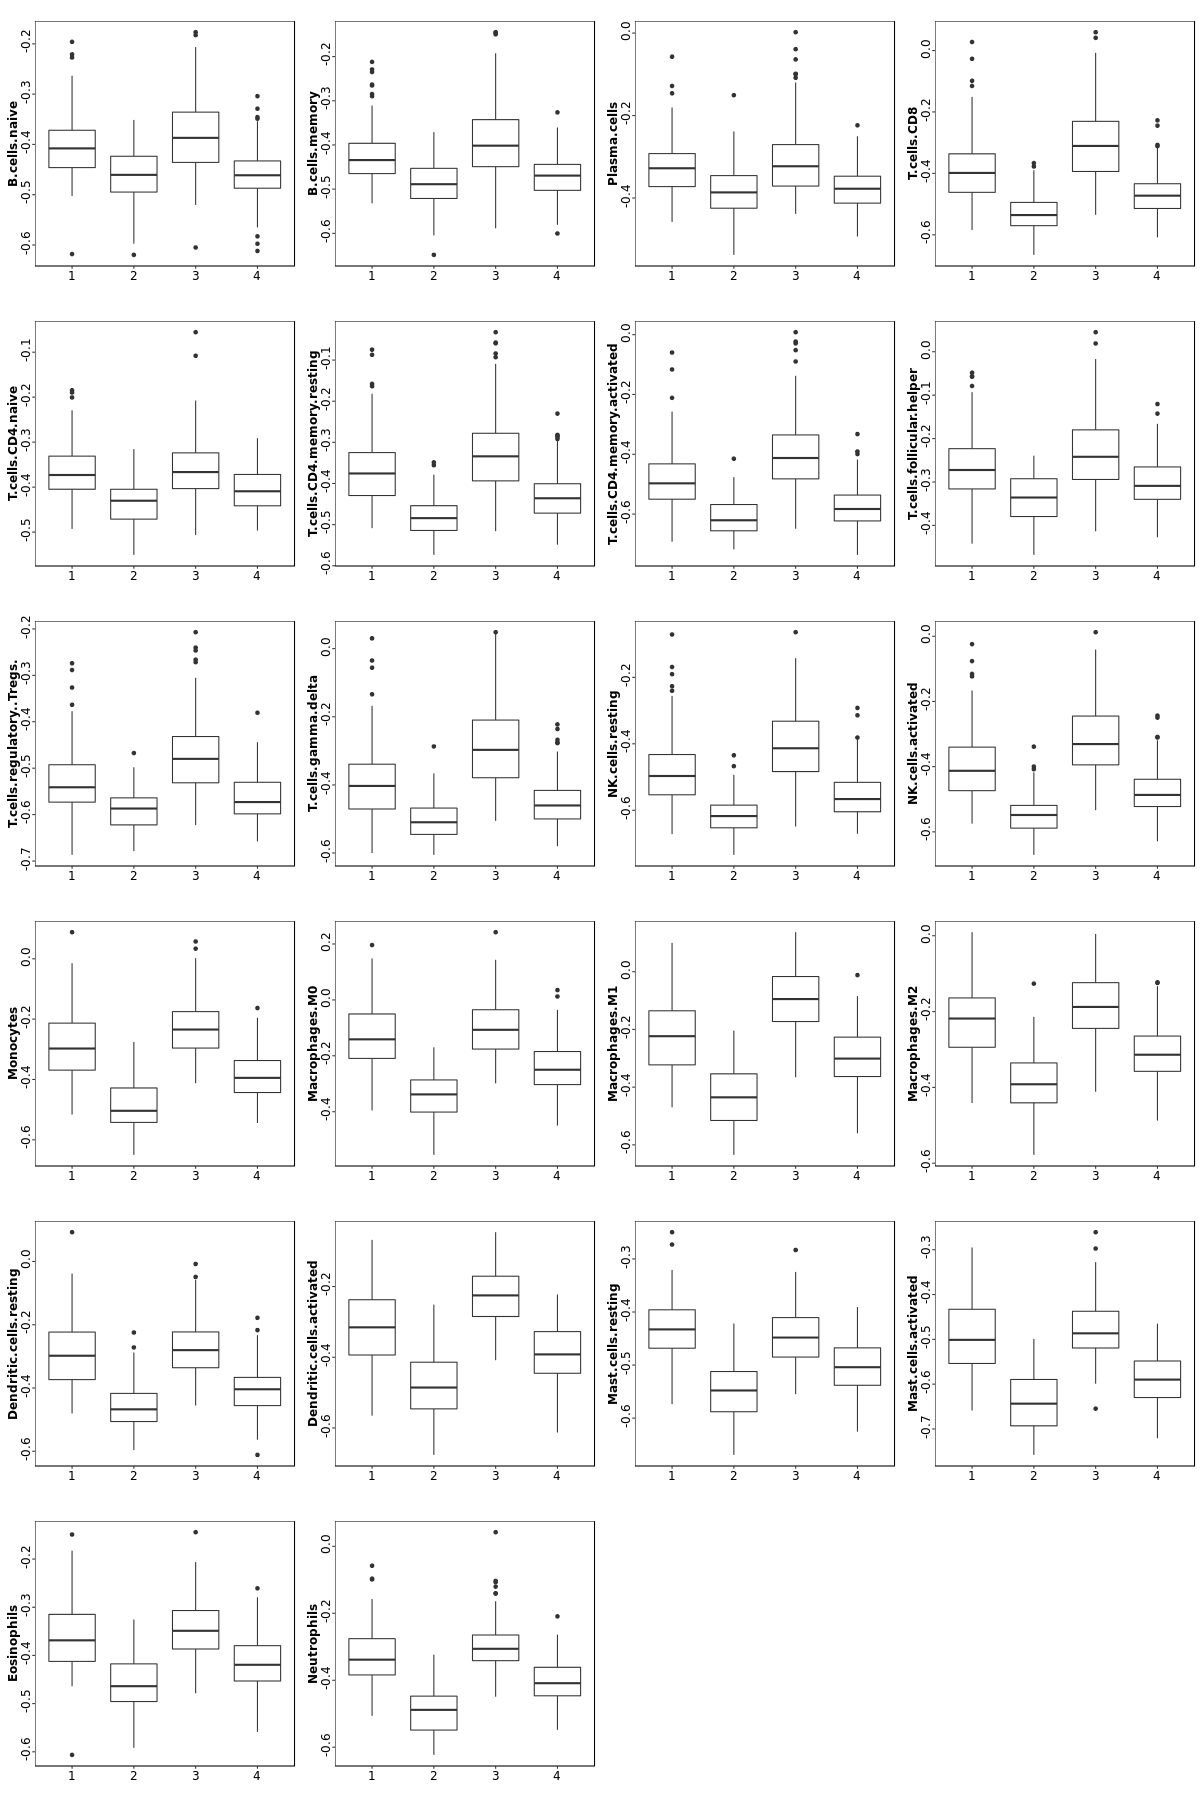 B.cells.naive
-0.2
-0.3
-0.4
-0.5
-0.6
1 2 3 4
B.cells.memory
-0.2
-0.3
-0.4
-0.5
-0.6
1 2 3 4
Plasma.cells
0.0
-0.2
-0.4
1 2 3 4
T.cells.CD8
0.0
-0.2
-0.4
-0.6
1 2 3 4
T.cells.CD4.naive
-0.1
-0.2
-0.3
-0.4
-0.5
1 2 3 4
T.cells.CD4.memory.resting
-0.1
-0.2
-0.3
-0.4
-0.5
-0.6
1 2 3 4
T.cells.CD4.memory.activated
0.0
-0.2
-0.4
-0.6
1 2 3 4
T.cells.follicular.helper
0.0
-0.1
-0.2
-0.3
-0.4
1 2 3 4
T.cells.regulatory..Tregs.
-0.2
-0.3
-0.4
-0.5
-0.6
-0.7
1 2 3 4
T.cells.gamma.delta
0.0
-0.2
-0.4
-0.6
1 2 3 4
NK.cells.resting
-0.2
-0.4
-0.6
1 2 3 4
NK.cells.activated
0.0
-0.2
-0.4
-0.6
1 2 3 4
Monocytes
0.0
-0.2
-0.4
-0.6
1 2 3 4
Macrophages.M0
0.2
0.0
-0.2
-0.4
1 2 3 4
Macrophages.M1
0.0
-0.2
-0.4
-0.6
1 2 3 4
Macrophages.M2
0.0
-0.2
-0.4
-0.6
1 2 3 4
Dendritic.cells.resting
0.0
-0.2
-0.4
-0.6
1 2 3 4
Dendritic.cells.activated
-0.2
-0.4
-0.6
1 2 3 4
Mast.cells.resting
-0.3
-0.4
-0.5
-0.6
1 2 3 4
Mast.cells.activated
-0.3
-0.4
-0.5
-0.6
-0.7
1 2 3 4
Eosinophils
-0.2
-0.3
-0.4
-0.5
-0.6
1 2 3 4
Neutrophils
0.0
-0.2
-0.4
-0.6
1 2 3 4